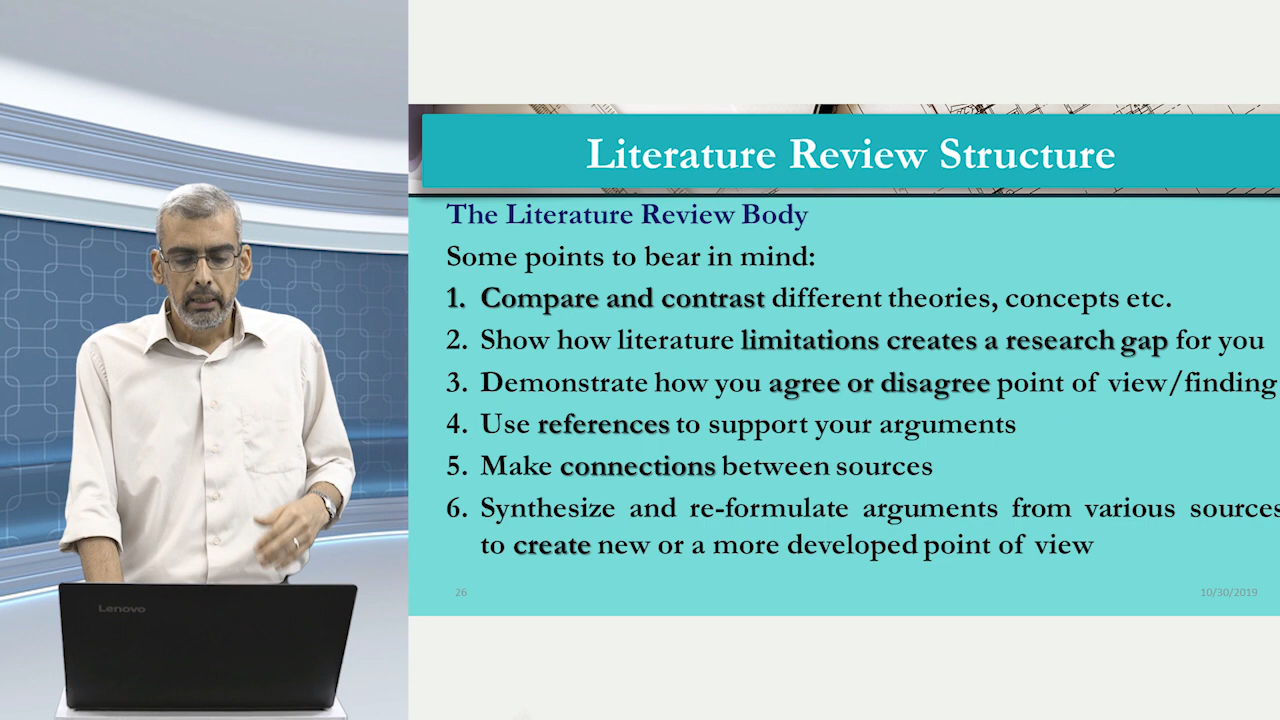 Literature Review Structure
The Literature Review Body
Some points to bear in mind:
1. Compare and contrast different theories, concepts etc.
2. Show how literature limitations creates a research gap for you
3. Demonstrate how you agree or disagree point of view/finding
4. Use references to support your arguments
5. Make connections between sources
6. Synthesize and re-formulate arguments from various sources
to create new or a more developed point of view
26
10/30/2019
Lenovo